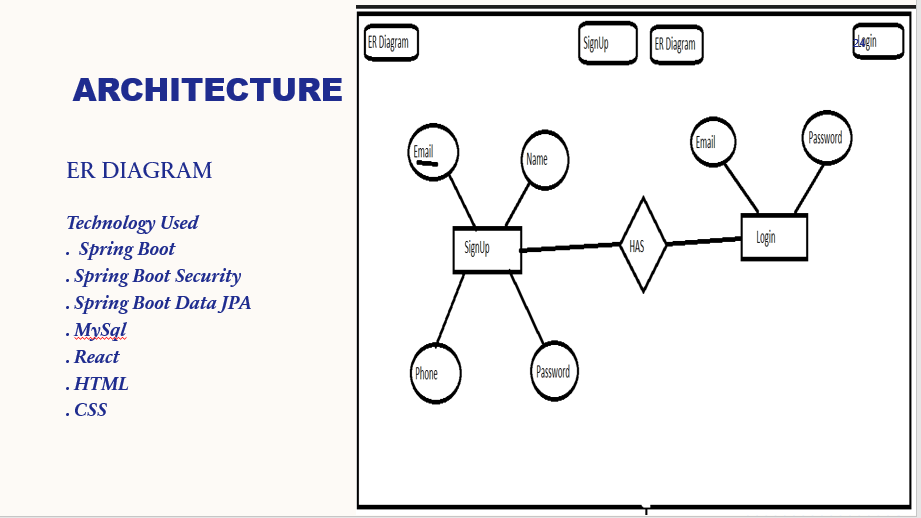 ARCHITECTURE
ER DIAGRAM
Technology Used
. Spring Boot
. Spring Boot Security
. Spring Boot Data JPA
. MySql
. React
. HTML
. CSS
ER Diagram
SignUp
ER Diagram
Login
Email
Name
Email
Password
SignUp
HAS
Login
Phone
Password